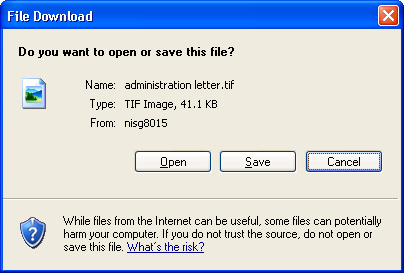 File Download
Do you want to open or save this file?
Name: administration letter.tif
Type: TIF Image, 41.1 KB
From: nisg8015
Open Save Cancel
While files from the Internet can be useful, some files can potentially
harm your computer. If you do not trust the source, do not open or
save this file. What's the risk?